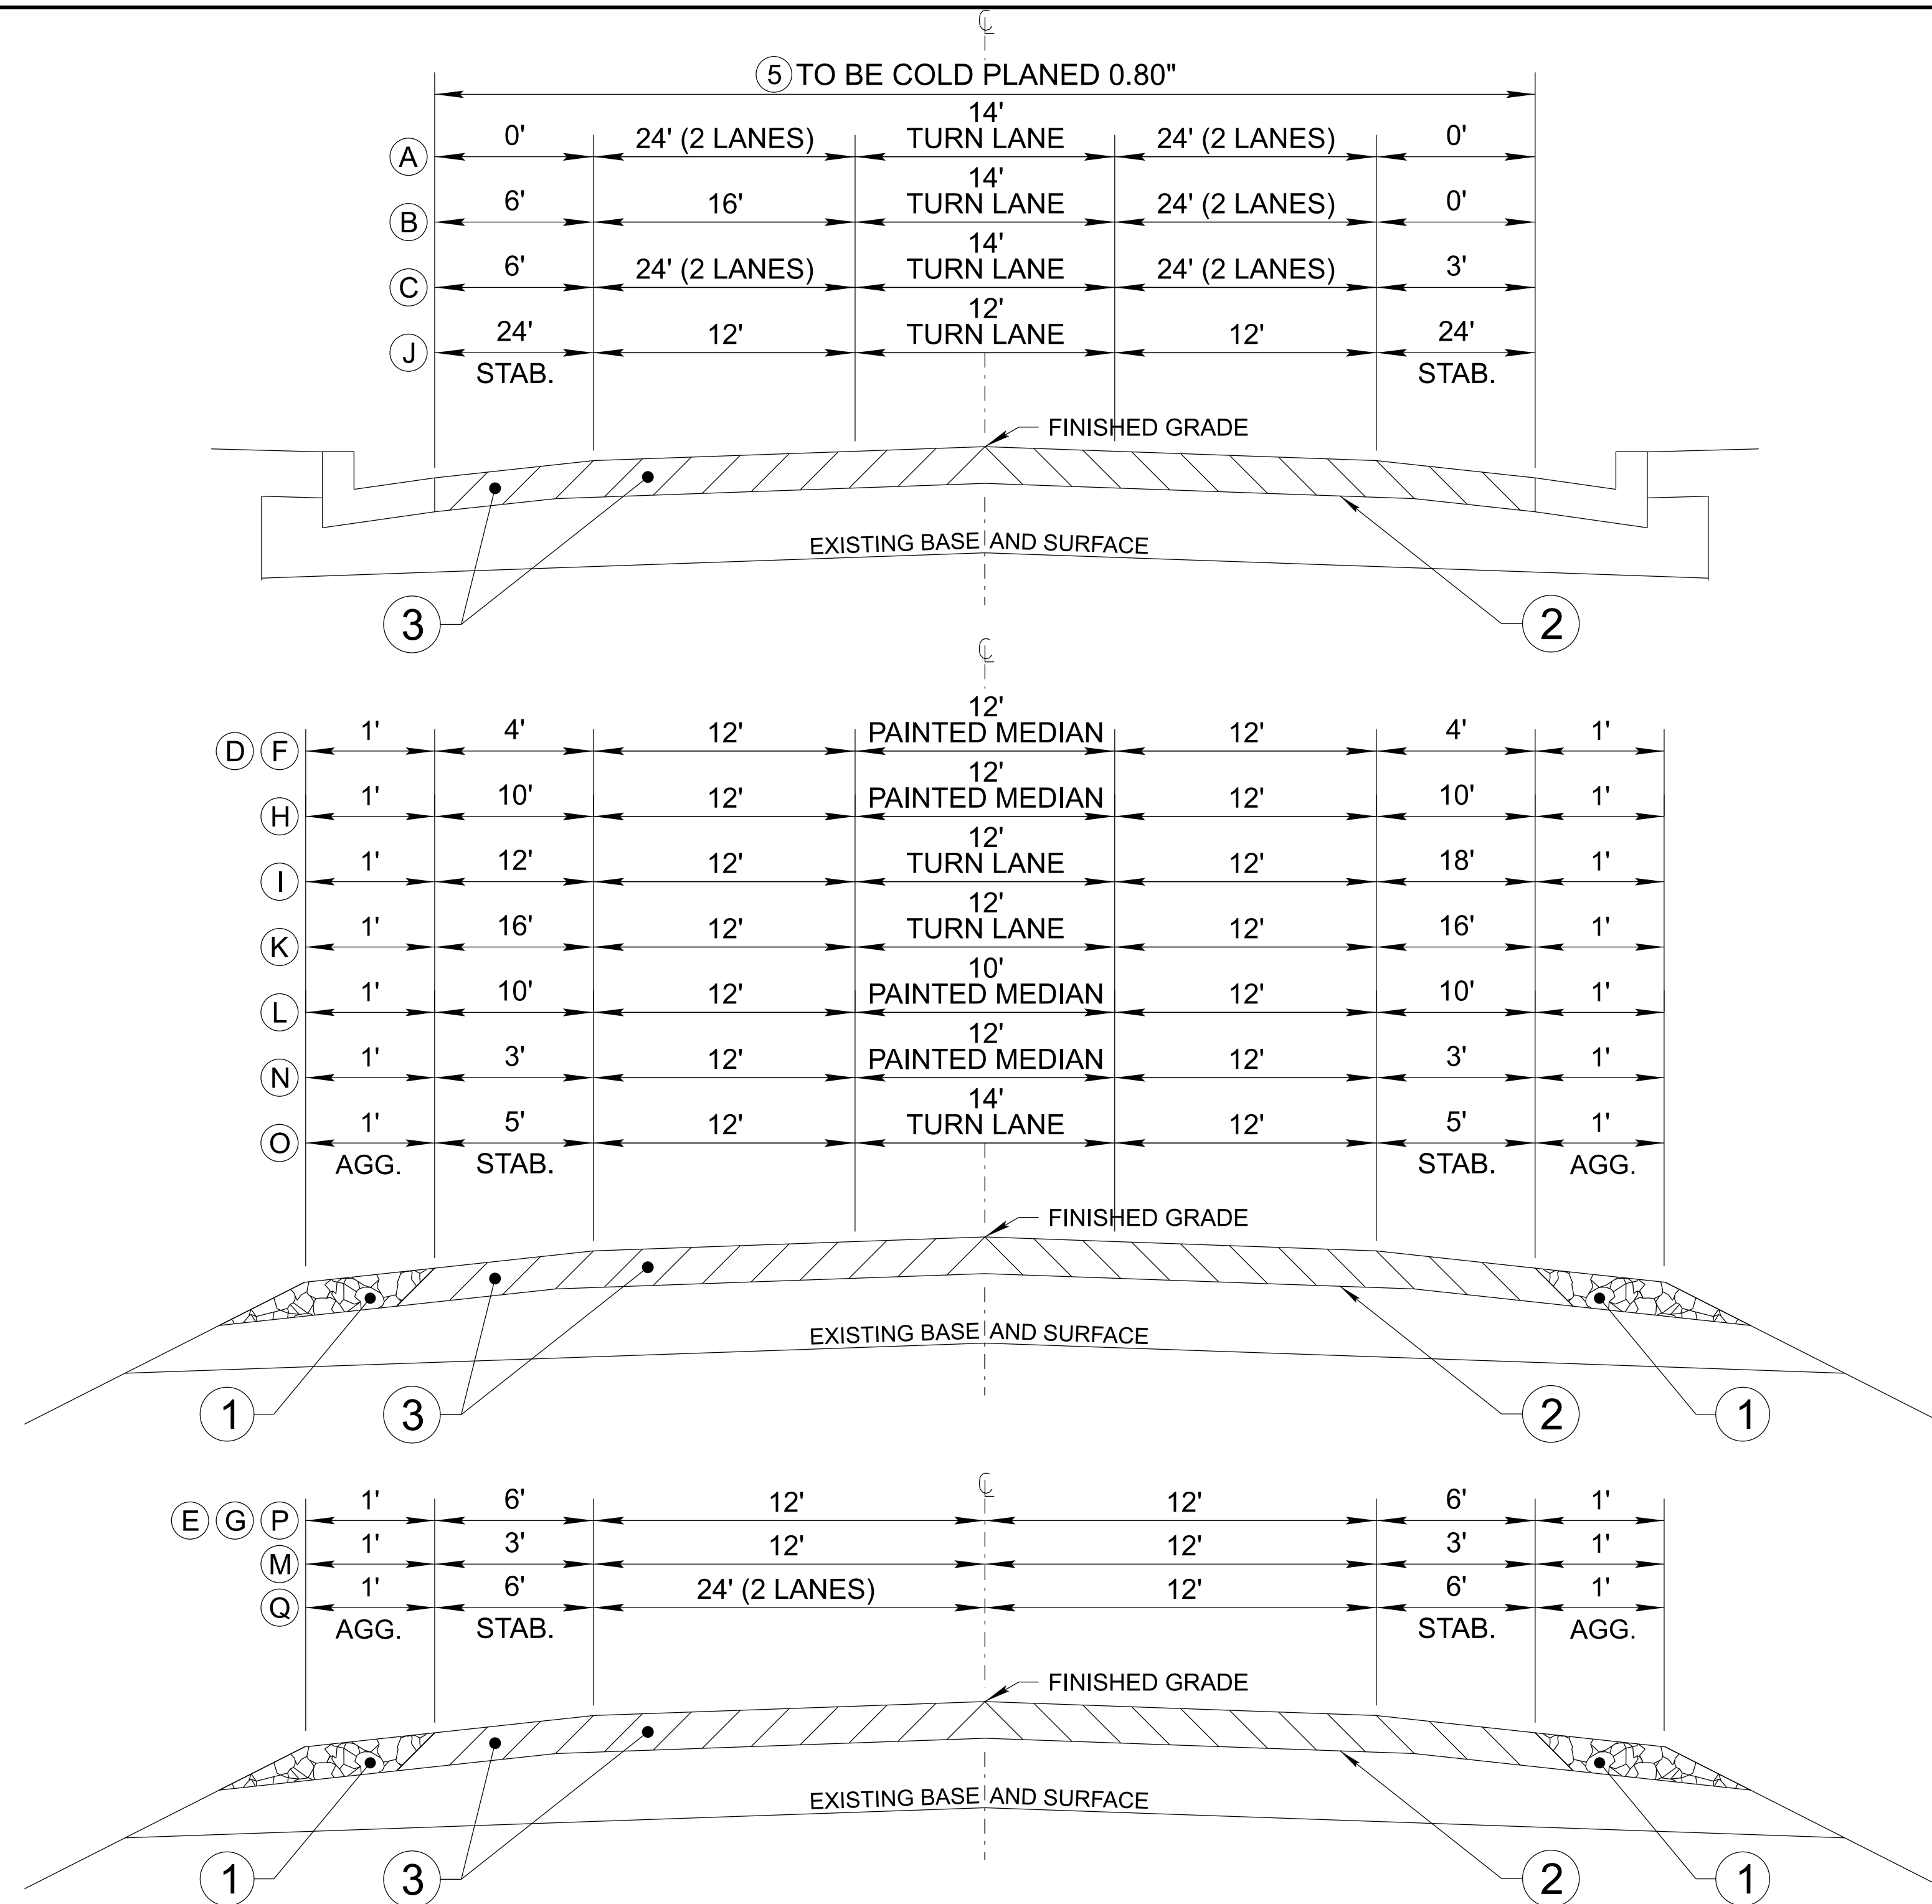 ℄
5 TO BE COLD PLANED 0.80"
14'
A 0' 24' (2 LANES) TURN LANE 24' (2 LANES) 0'
14'
B 6' 16' TURN LANE 24' (2 LANES) 0'
14'
C 6' 24' (2 LANES) TURN LANE 24' (2 LANES) 3'
12'
J 24' 12' TURN LANE 12' 24'
STAB. STAB.
FINISHED GRADE
EXISTING BASE AND SURFACE
3 2
℄
12'
D F 1' 4' 12' PAINTED MEDIAN 12' 4' 1'
12'
H 1' 10' 12' PAINTED MEDIAN 12' 10' 1'
12'
I 1' 12' 12' TURN LANE 12' 18' 1'
12'
K 1' 16' 12' TURN LANE 12' 16' 1'
10'
L 1' 10' 12' PAINTED MEDIAN 12' 10' 1'
12'
N 1' 3' 12' PAINTED MEDIAN 12' 3' 1'
14'
O 1' 5' 12' TURN LANE 12' 5' 1'
AGG. STAB. STAB. AGG.
FINISHED GRADE
EXISTING BASE AND SURFACE
1 3 2 1
℄
E G P 1' 6' 12' 12' 6' 1'
M 1' 3' 12' 12' 3' 1'
Q 1' 6' 24' (2 LANES) 12' 6' 1'
AGG. STAB. STAB. AGG.
FINISHED GRADE
EXISTING BASE AND SURFACE
1 3 2 1